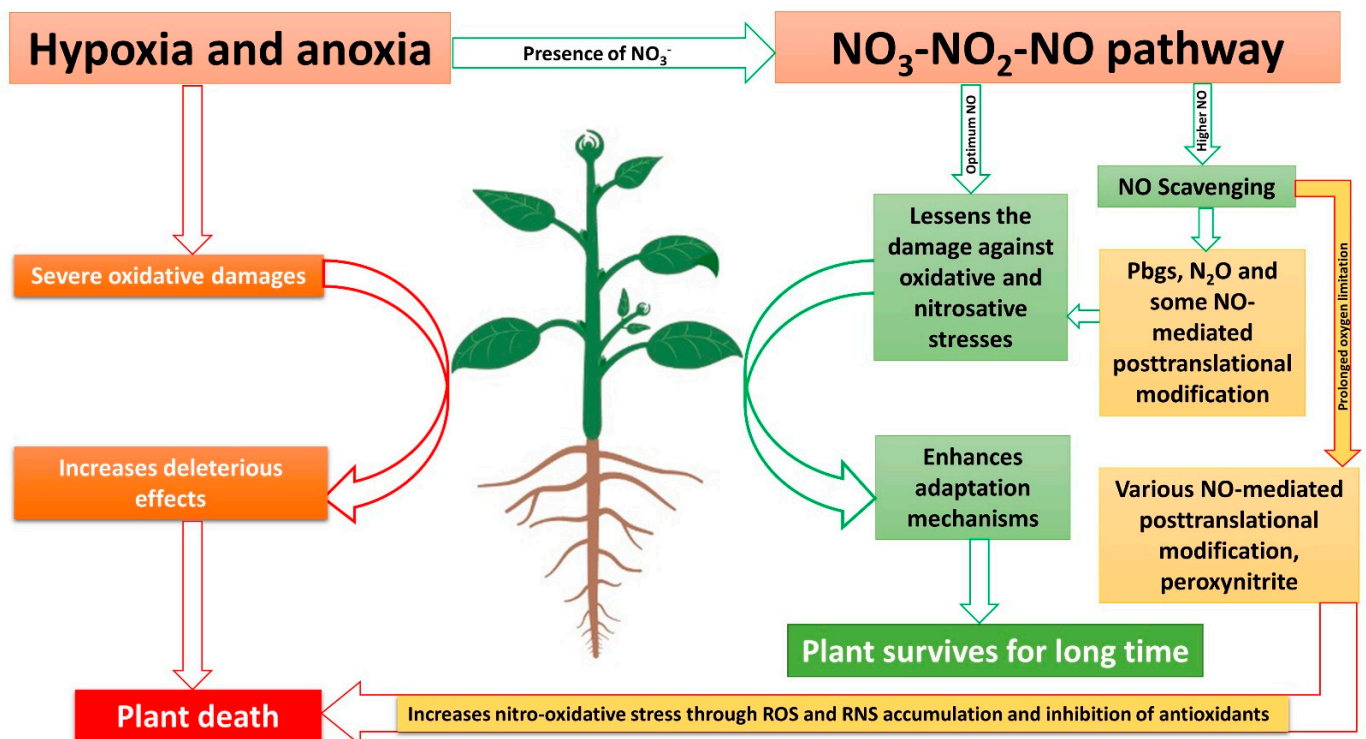 Hypoxia and anoxia
Presence of NO₃⁻
NO₃-NO₂-NO pathway
Optimum NO
Higher NO
NO Scavenging
Lessens the
damage against
oxidative and
nitrosative
stresses
Pbgs, N₂O and
some NO-
mediated
posttranslational
modification
Prolonged oxygen limitation
Severe oxidative damages
Increases deleterious
effects
Enhances
adaptation
mechanisms
Various NO-mediated
posttranslational
modification,
peroxynitrite
Plant survives for long time
Plant death
Increases nitro-oxidative stress through ROS and RNS accumulation and inhibition of antioxidants